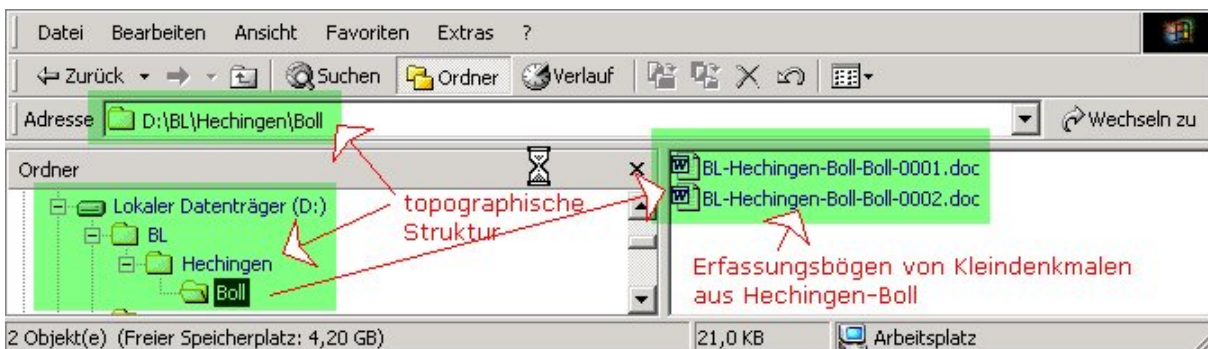 Datei Bearbeiten Ansicht Favoriten Extras ?
Zurück Suchen Ordner Verlauf
Adresse D:\BL\Hechingen\Boll Wechseln zu
Ordner
Lokaler Datenträger (D:)
BL
Hechingen
Boll
topographische
Struktur
BL-Hechingen-Boll-Boll-0001.doc
BL-Hechingen-Boll-Boll-0002.doc
Erfassungsbögen von Kleindenkmalen
aus Hechingen-Boll
2 Objekt(e) (Freier Speicherplatz: 4,20 GB) 21,0 KB Arbeitsplatz